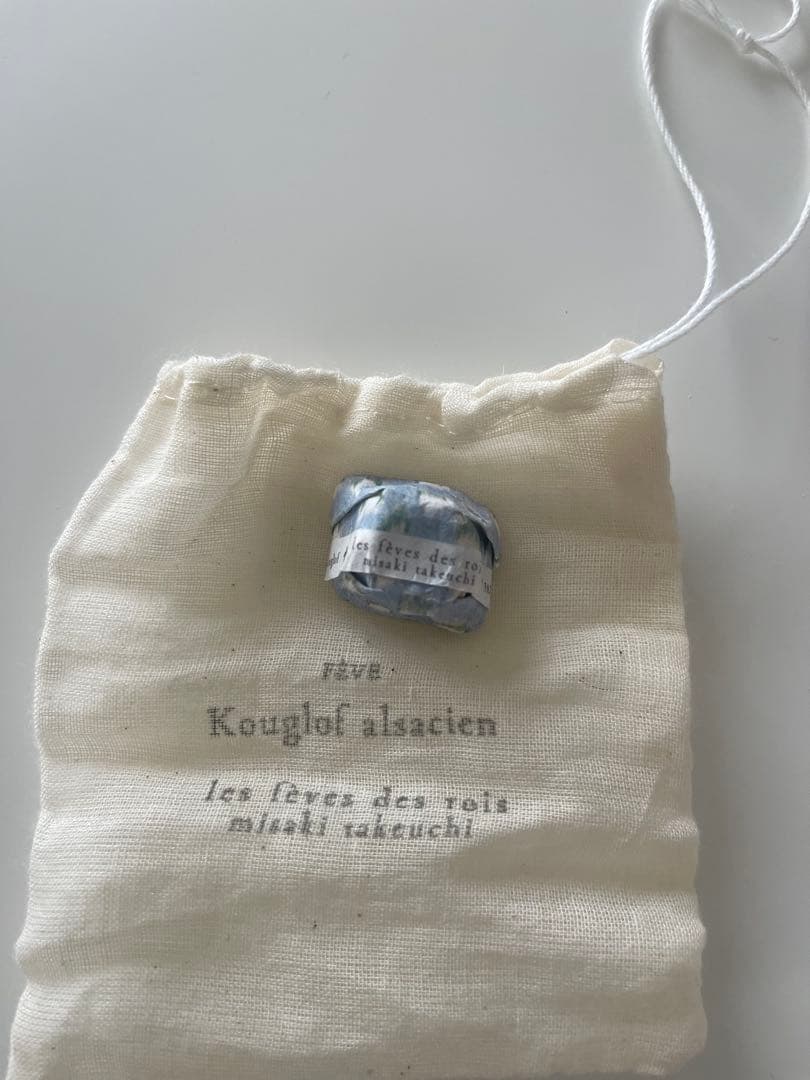 les fèves des rois
misaki takeuchi
FÈVE
Kouglof alsacien
les fèves des rois
misaki takeuchi